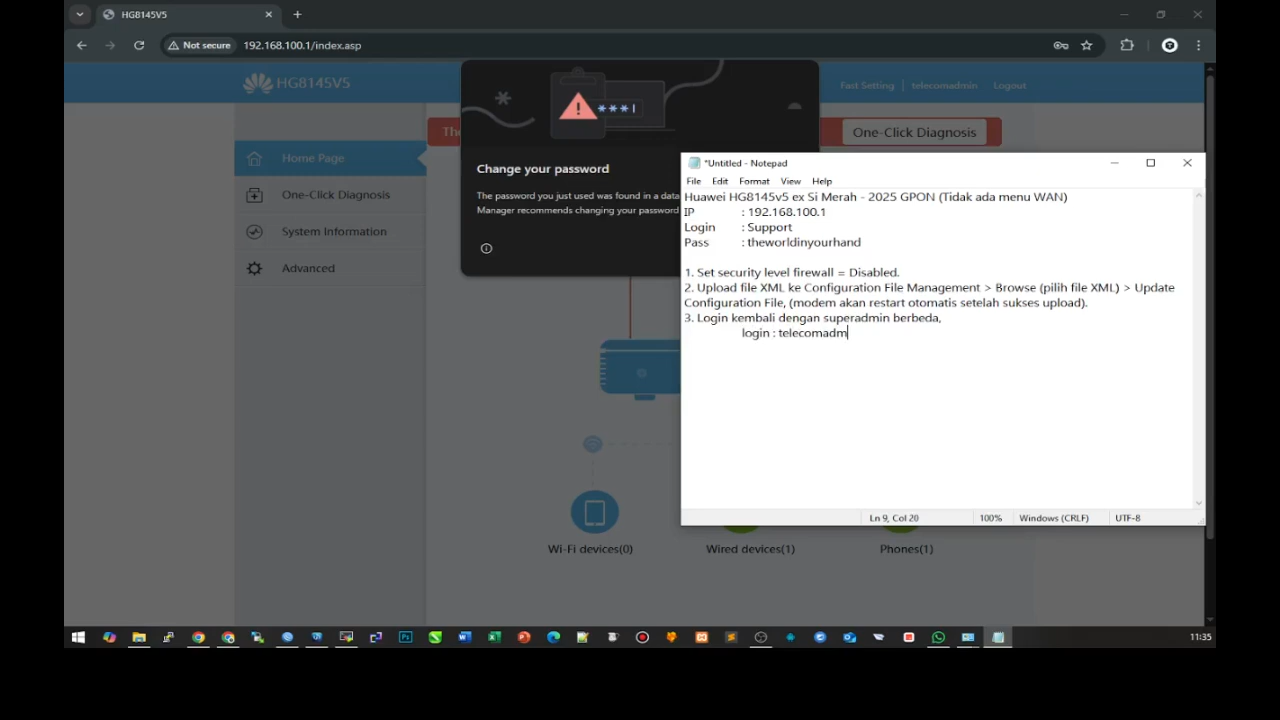 HG8145V5
Not secure
192.168.100.1/index.asp
HG8145V5
Fast Setting
telecomadmin
Logout
Th
One-Click Diagnosis
Home Page
One-Click Diagnosis
System Information
Advanced
***|
Change your password
The password you just used was found in a data
Manager recommends changing your password
*Untitled - Notepad
File Edit Format View Help
Huawei HG8145v5 ex Si Merah - 2025 GPON (Tidak ada menu WAN)
IP : 192.168.100.1
Login : Support
Pass : theworldinyourhand
1. Set security level firewall = Disabled.
2. Upload file XML ke Configuration File Management > Browse (pilih file XML) > Update
Configuration File, (modem akan restart otomatis setelah sukses upload).
3. Login kembali dengan superadmin berbeda,
login : telecomadm
Ln 9, Col 20
100%
Windows (CRLF)
UTF-8
Wi-Fi devices(0)
Wired devices(1)
Phones(1)
11:35